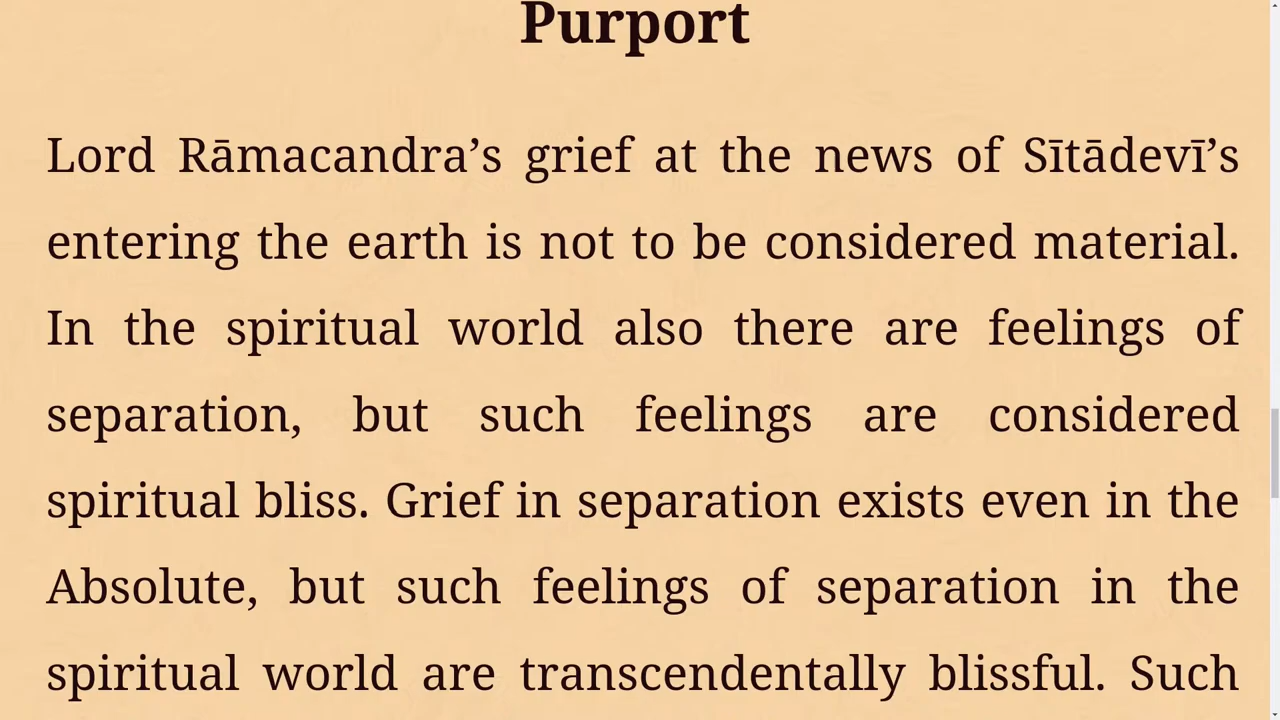 Purport
Lord Rāmacandra’s grief at the news of Sītādevī’s
entering the earth is not to be considered material.
In the spiritual world also there are feelings of
separation, but such feelings are considered
spiritual bliss. Grief in separation exists even in the
Absolute, but such feelings of separation in the
spiritual world are transcendentally blissful. Such